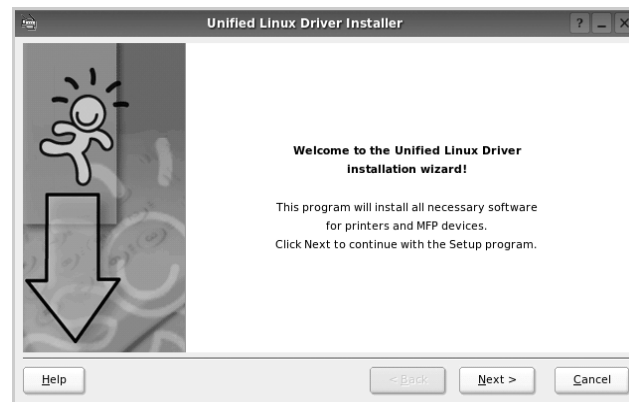 Unified Linux Driver Installer
Welcome to the Unified Linux Driver
installation wizard!
This program will install all necessary software
for printers and MFP devices.
Click Next to continue with the Setup program.
Help
< Back
Next >
Cancel